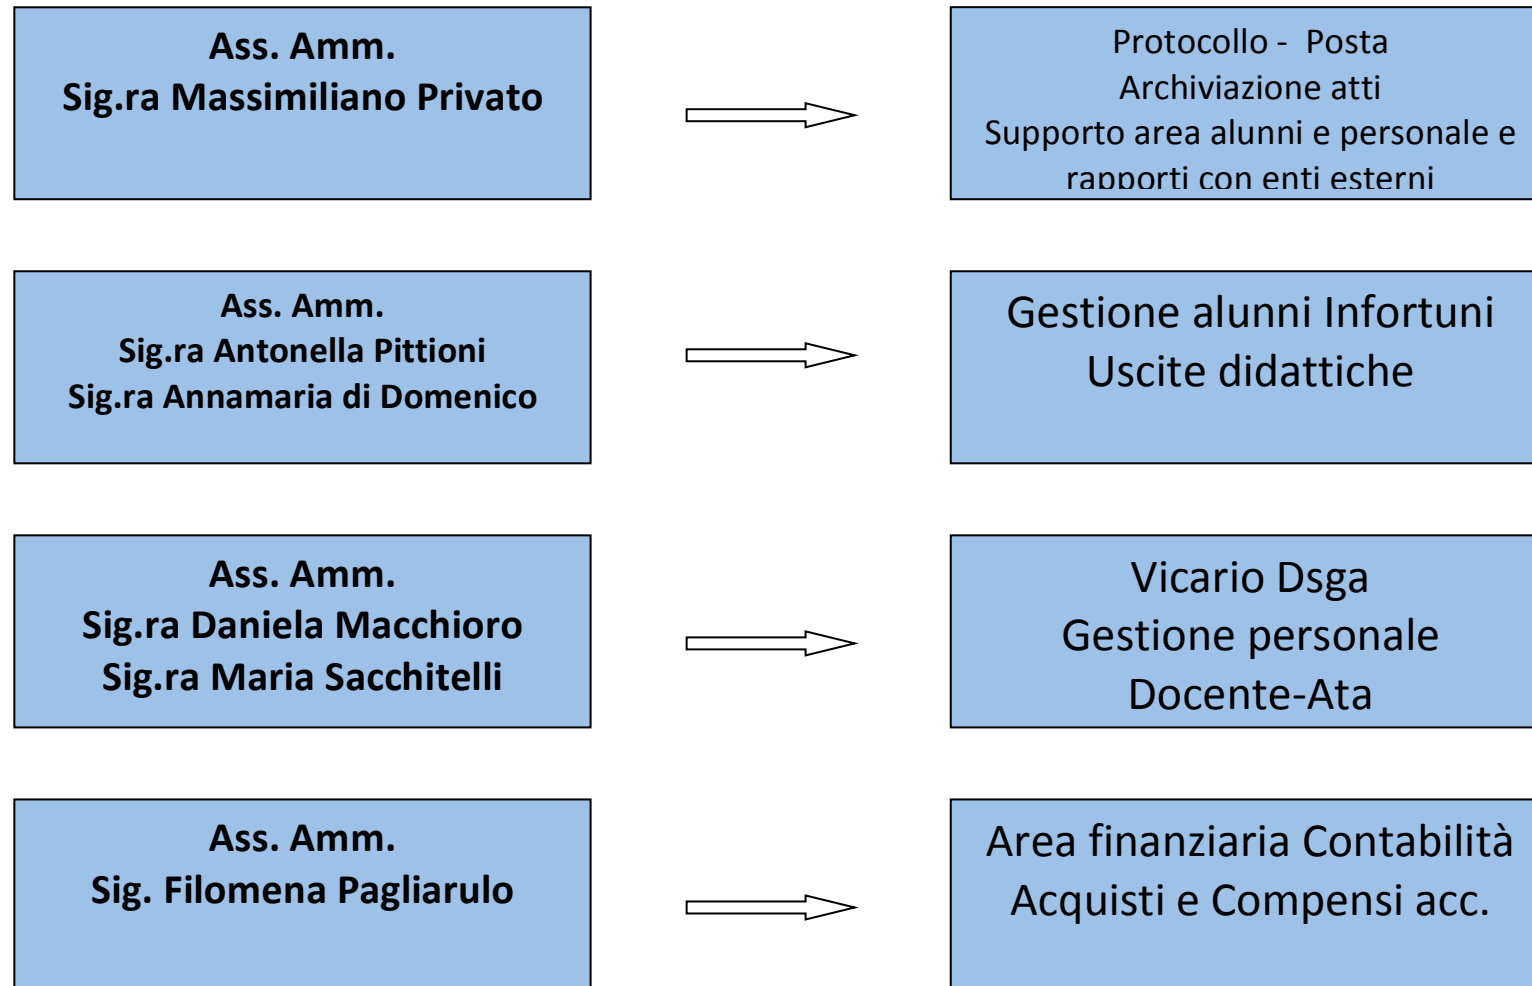 Ass. Amm.
Sig.ra Massimiliano Privato
Protocollo - Posta
Archiviazione atti
Supporto area alunni e personale e
rapporti con enti esterni
Ass. Amm.
Sig.ra Antonella Pittioni
Sig.ra Annamaria di Domenico
Gestione alunni Infortuni
Uscite didattiche
Ass. Amm.
Sig.ra Daniela Macchioro
Sig.ra Maria Sacchitelli
Vicario Dsga
Gestione personale
Docente-Ata
Ass. Amm.
Sig. Filomena Pagliarulo
Area finanziaria Contabilità
Acquisti e Compensi acc.